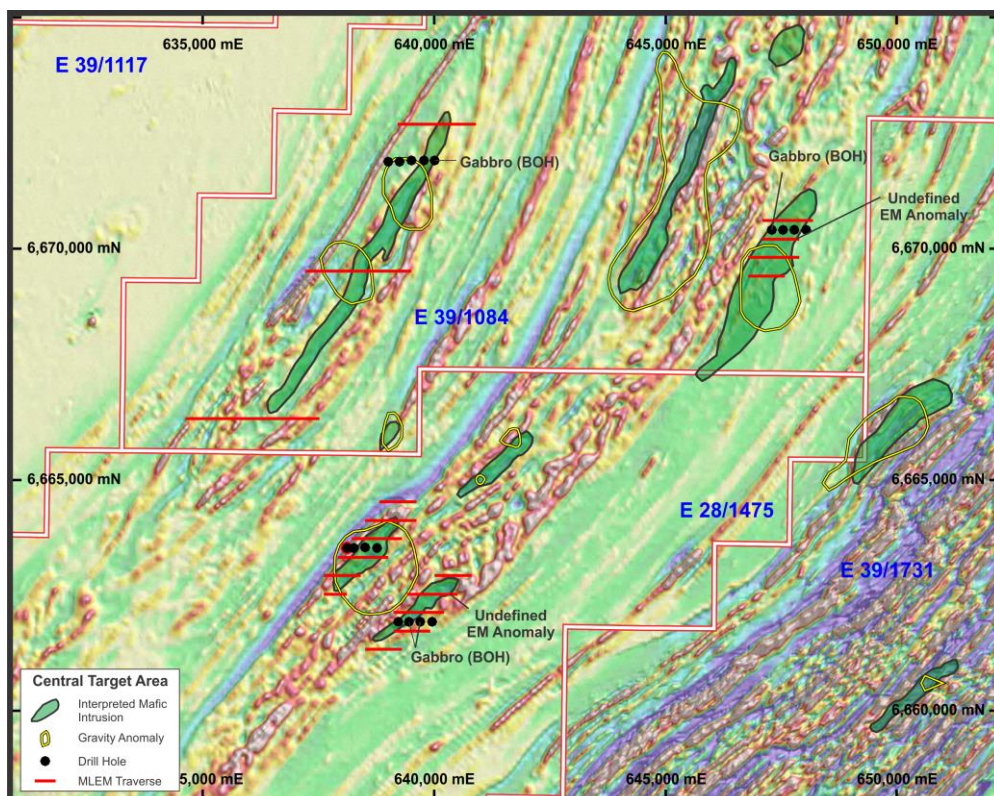 635,000 mE
640,000 mE
645,000 mE
650,000 mE
E 39/1117
Gabbro (BOH)
Gabbro (BOH)
Undefined
EM Anomaly
6,670,000 mN
6,670,000 mN
E 39/1084
6,665,000 mN
6,665,000 mN
E 28/1475
E 39/1731
Undefined
EM Anomaly
Gabbro (BOH)
Central Target Area
Interpreted Mafic
Intrusion
Gravity Anomaly
Drill Hole
MLEM Traverse
6,660,000 mN
5,000 mE
640,000 mE
645,000 mE
650,000 mE